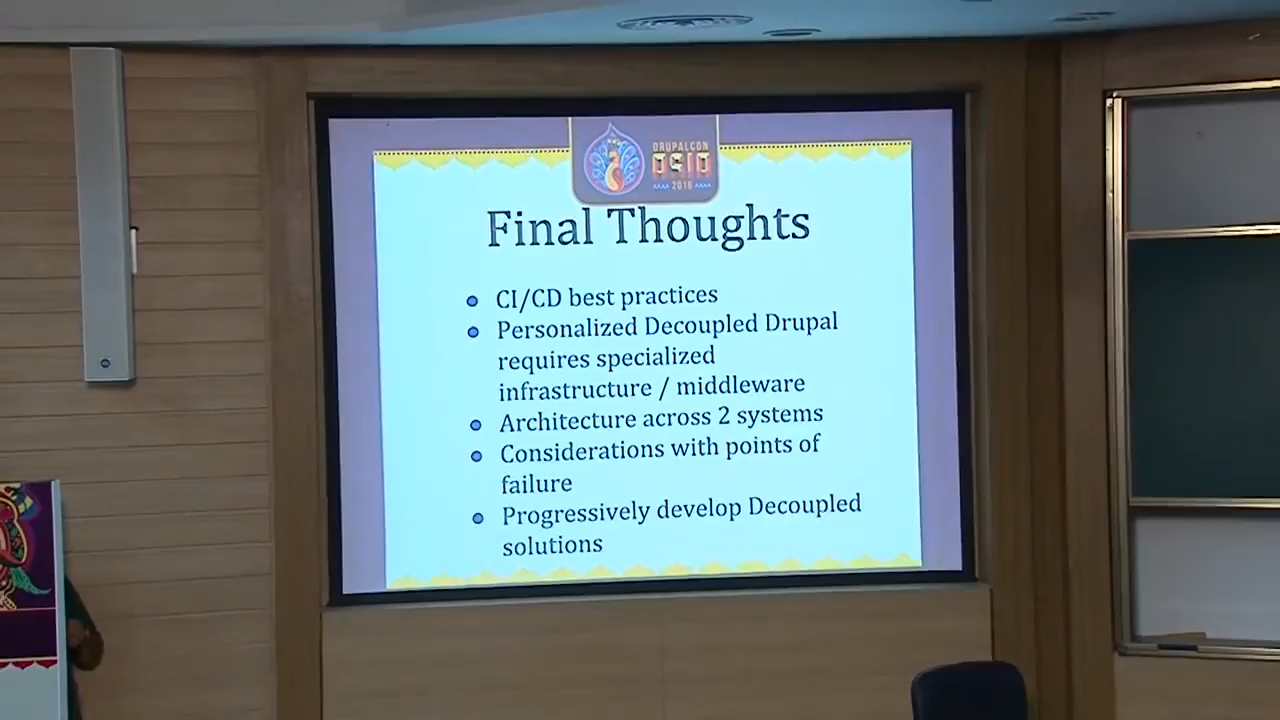 DRUPALCON
ASIA
2016
Final Thoughts
CI/CD best practices
Personalized Decoupled Drupal
requires specialized
infrastructure / middleware
Architecture across 2 systems
Considerations with points of
failure
Progressively develop Decoupled
solutions